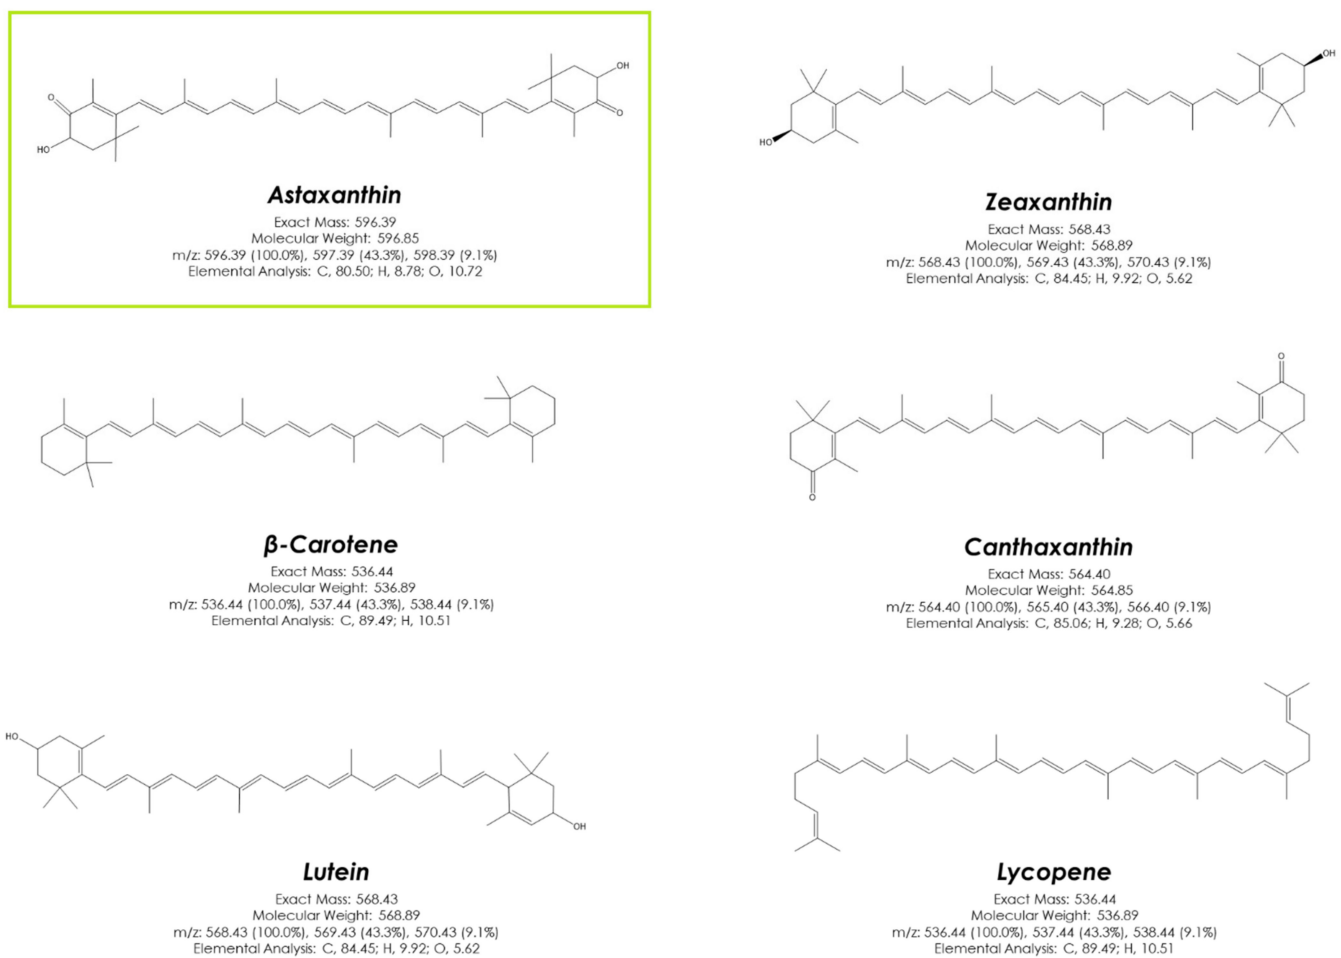 O
HO
OH
O
Astaxanthin
Exact Mass: 596.39
Molecular Weight: 596.85
m/z: 596.39 (100.0%), 597.39 (43.3%), 598.39 (9.1%)
Elemental Analysis: C, 80.50; H, 8.78; O, 10.72
HO
OH
Zeaxanthin
Exact Mass: 568.43
Molecular Weight: 568.89
m/z: 568.43 (100.0%), 569.43 (43.3%), 570.43 (9.1%)
Elemental Analysis: C, 84.45; H, 9.92; O, 5.62
β-Carotene
Exact Mass: 536.44
Molecular Weight: 536.89
m/z: 536.44 (100.0%), 537.44 (43.3%), 538.44 (9.1%)
Elemental Analysis: C, 89.49; H, 10.51
O
O
Canthaxanthin
Exact Mass: 564.40
Molecular Weight: 564.85
m/z: 564.40 (100.0%), 565.40 (43.3%), 566.40 (9.1%)
Elemental Analysis: C, 85.06; H, 9.28; O, 5.66
HO
OH
Lutein
Exact Mass: 568.43
Molecular Weight: 568.89
m/z: 568.43 (100.0%), 569.43 (43.3%), 570.43 (9.1%)
Elemental Analysis: C, 84.45; H, 9.92; O, 5.62
Lycopene
Exact Mass: 536.44
Molecular Weight: 536.89
m/z: 536.44 (100.0%), 537.44 (43.3%), 538.44 (9.1%)
Elemental Analysis: C, 89.49; H, 10.51